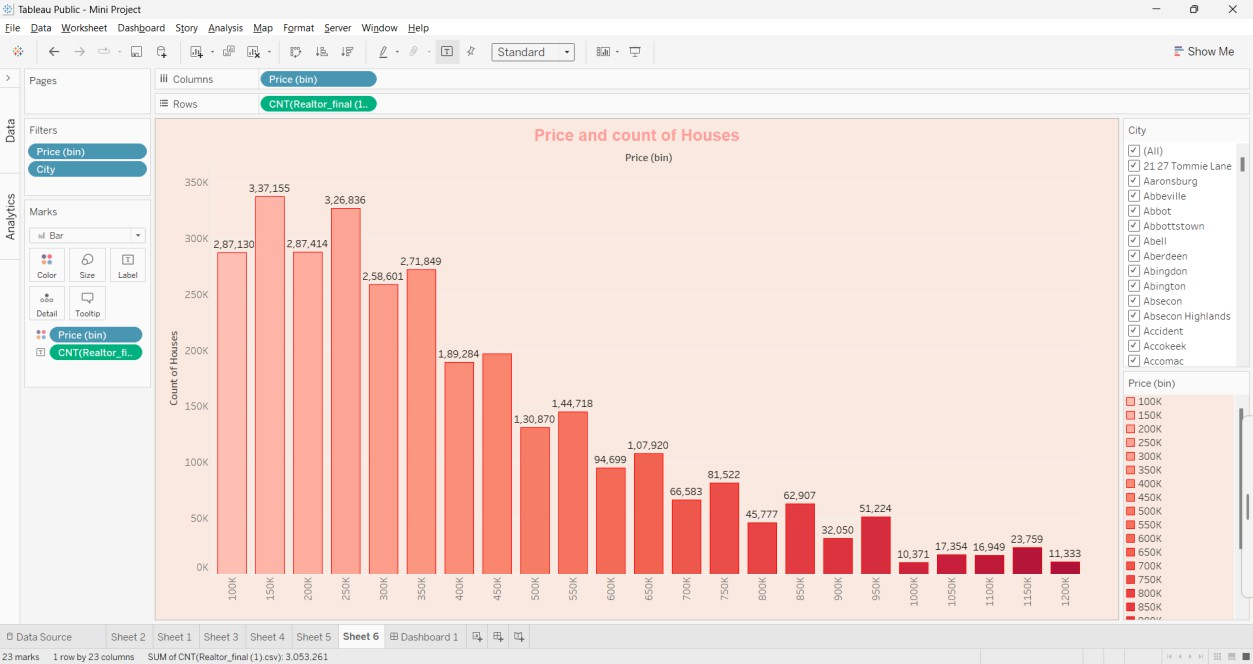 Tableau Public - Mini Project
File Data Worksheet Dashboard Story Analysis Map Format Server Window Help
Standard
Show Me
Pages
Columns Price (bin)
Rows CNT(Realtor_final (1..
Data
Analytics
Filters
Price (bin)
City
Marks
Bar
Color Size Label
Detail Tooltip
Price (bin)
CNT(Realtor_fi..
Price and count of Houses
Price (bin)
Count of Houses
350K
300K
250K
200K
150K
100K
50K
0K
2,87,130
3,37,155
2,87,414
3,26,836
2,58,601
2,71,849
1,89,284
1,30,870
1,44,718
94,699
1,07,920
66,583
81,522
45,777
62,907
32,050
51,224
10,371
17,354
16,949
23,759
11,333
100K 150K 200K 250K 300K 350K 400K 450K 500K 550K 600K 650K 700K 750K 800K 850K 900K 950K 1000K 1050K 1100K 1150K 1200K
City
(All)
21 27 Tommie Lane
Aaronsburg
Abbeville
Abbot
Abbottstown
Abell
Aberdeen
Abingdon
Abington
Absecon
Absecon Highlands
Accident
Accokeek
Accomac
Price (bin)
100K
150K
200K
250K
300K
350K
400K
450K
500K
550K
600K
650K
700K
750K
800K
850K
Data Source Sheet 2 Sheet 1 Sheet 3 Sheet 4 Sheet 5 Sheet 6 Dashboard 1
23 marks 1 row by 23 columns SUM of CNT(Realtor_final (1).csv): 3,053,261